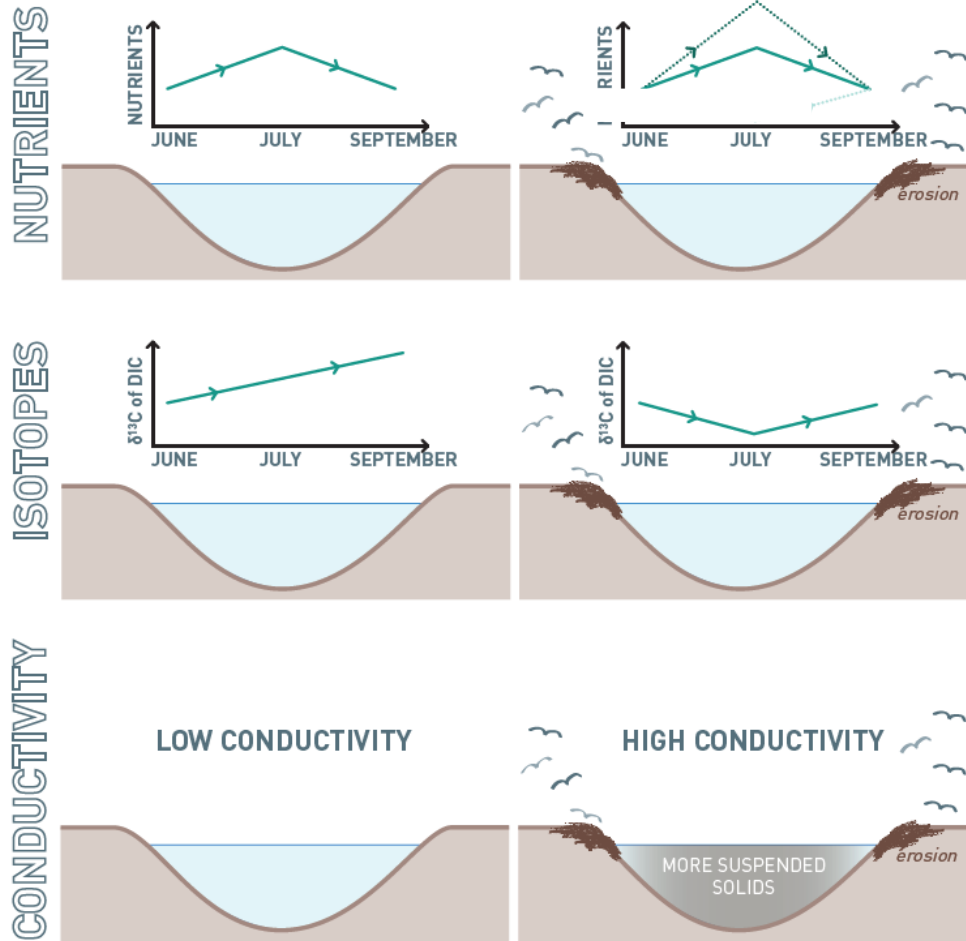 NUTRIENTS
NUTRIENTS
JUNE JULY SEPTEMBER
RIENTS
JUNE JULY SEPTEMBER
erosion
ISOTOPES
δ¹³C of DIC
JUNE JULY SEPTEMBER
δ¹³C of DIC
JUNE JULY SEPTEMBER
erosion
CONDUCTIVITY
LOW CONDUCTIVITY
HIGH CONDUCTIVITY
MORE SUSPENDED
SOLIDS
erosion